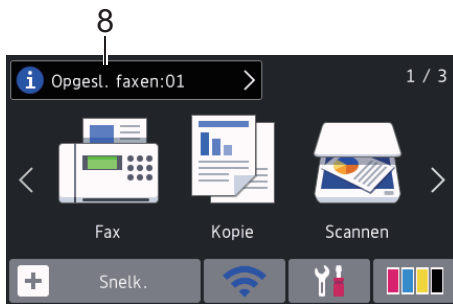 8
Opgesl. faxen:01
1 / 3
Fax Kopie Scannen
Snelk.